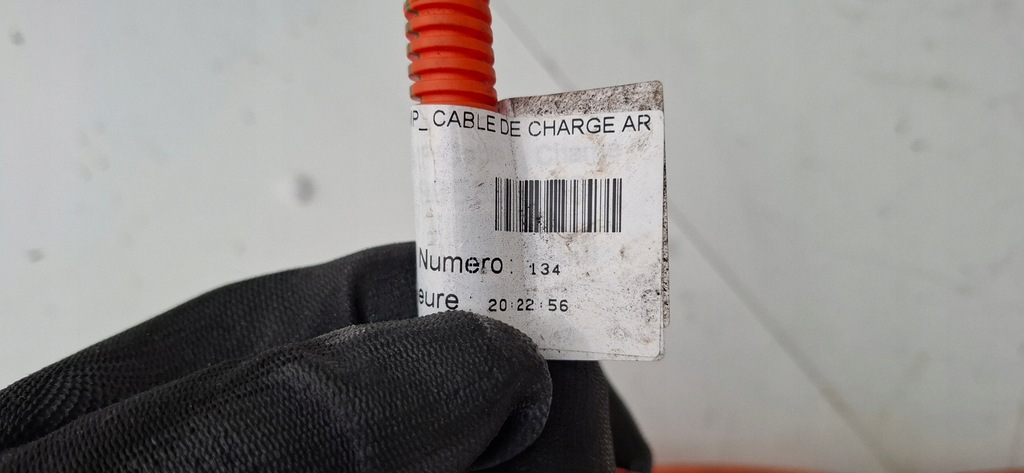 P_ CABLE DE CHARGE AR
Numero : 134
eure : 20:22:56